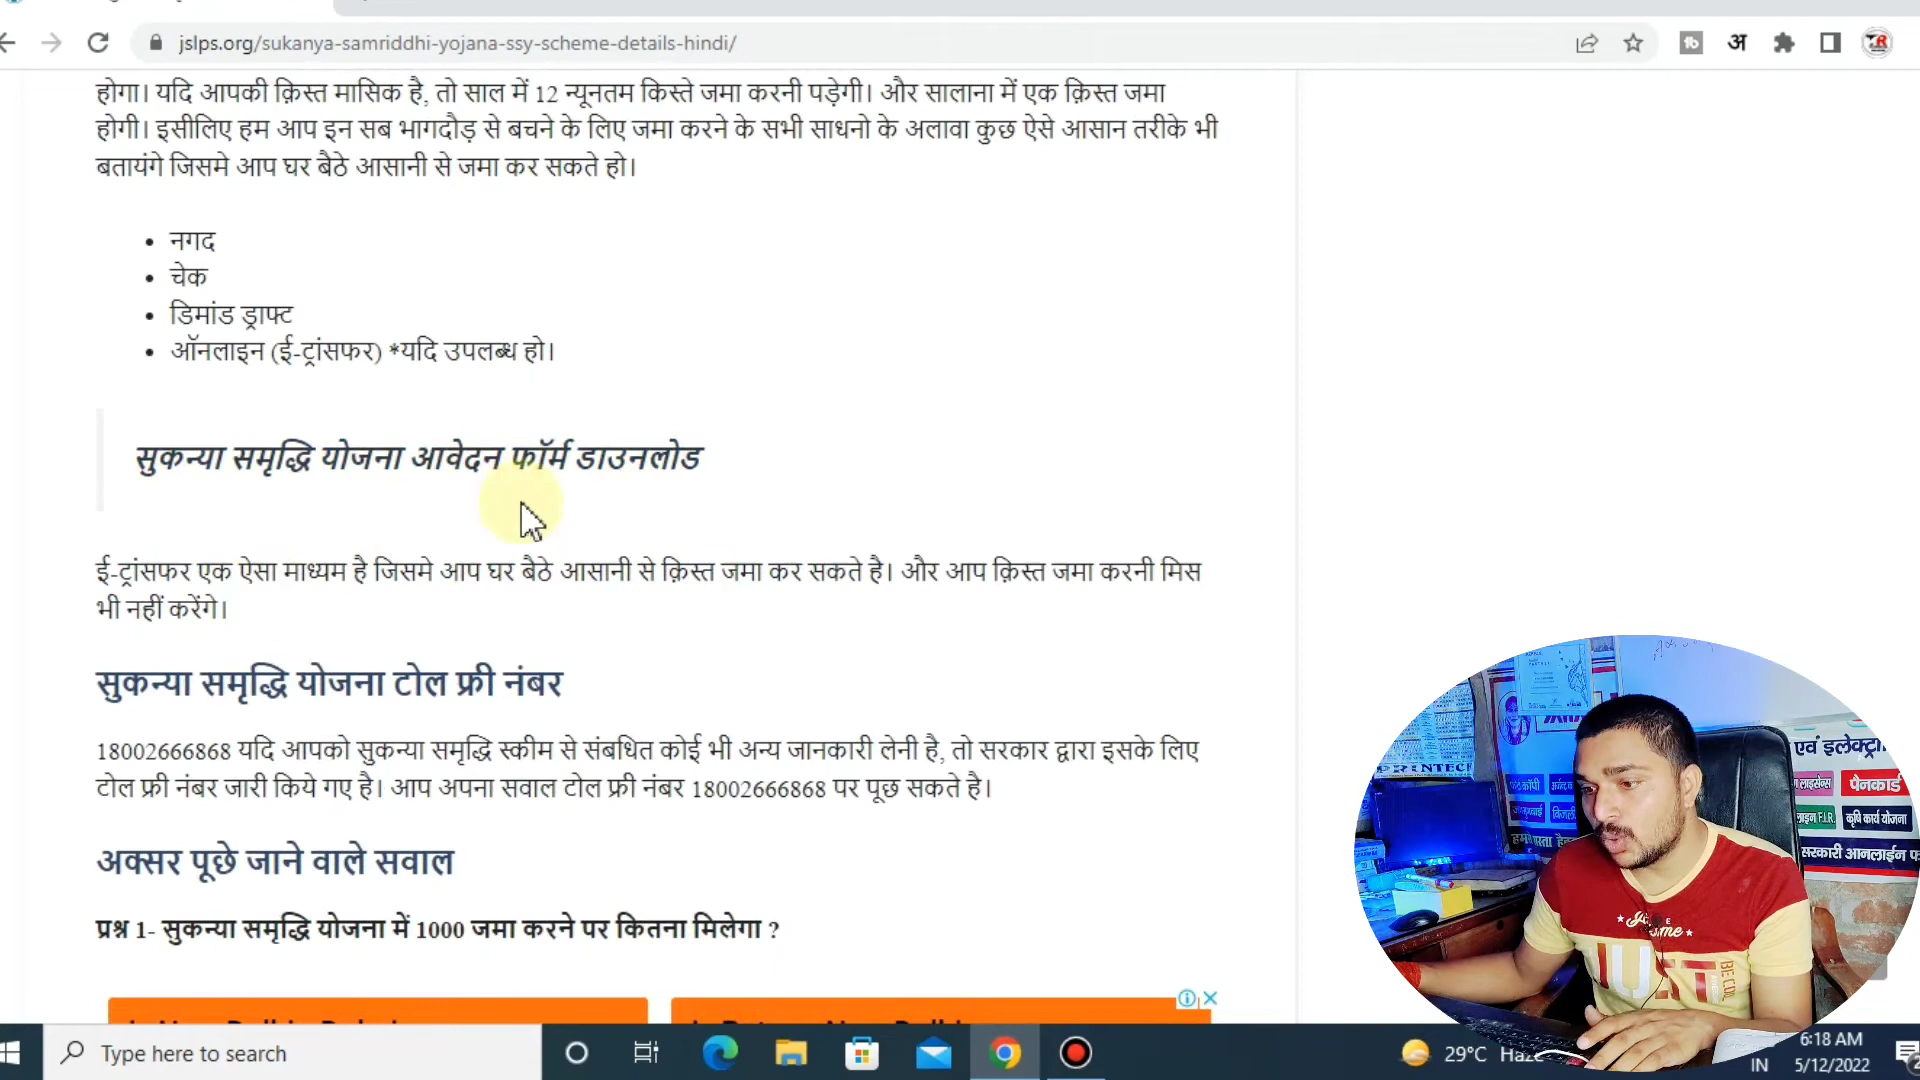 jslps.org/sukanya-samriddhi-yojana-ssy-scheme-details-hindi/
अ
होगा। यदि आपकी क़िस्त मासिक है, तो साल में 12 न्यूनतम किस्ते जमा करनी पड़ेगी। और सालाना में एक क़िस्त जमा
होगी। इसीलिए हम आप इन सब भागदौड़ से बचने के लिए जमा करने के सभी साधनो के अलावा कुछ ऐसे आसान तरीके भी
बतायंगे जिसमे आप घर बैठे आसानी से जमा कर सकते हो।
• नगद
• चेक
• डिमांड ड्राफ्ट
• ऑनलाइन (ई-ट्रांसफर) *यदि उपलब्ध हो।
सुकन्या समृद्धि योजना आवेदन फॉर्म डाउनलोड
ई-ट्रांसफर एक ऐसा माध्यम है जिसमे आप घर बैठे आसानी से क़िस्त जमा कर सकते है। और आप क़िस्त जमा करनी मिस
भी नहीं करेंगे।
सुकन्या समृद्धि योजना टोल फ्री नंबर
18002666868 यदि आपको सुकन्या समृद्धि स्कीम से संबधित कोई भी अन्य जानकारी लेनी है, तो सरकार द्वारा इसके लिए
टोल फ्री नंबर जारी किये गए है। आप अपना सवाल टोल फ्री नंबर 18002666868 पर पूछ सकते है।
अक्सर पूछे जाने वाले सवाल
प्रश्न 1- सुकन्या समृद्धि योजना में 1000 जमा करने पर कितना मिलेगा ?
PRINTECH
एवं इलेक्ट्रा
पैनकार्ड
कृषि कार्य योजना
सरकारी आनलाईन फ
Type here to search
29°C Haze
6:18 AM
IN
5/12/2022